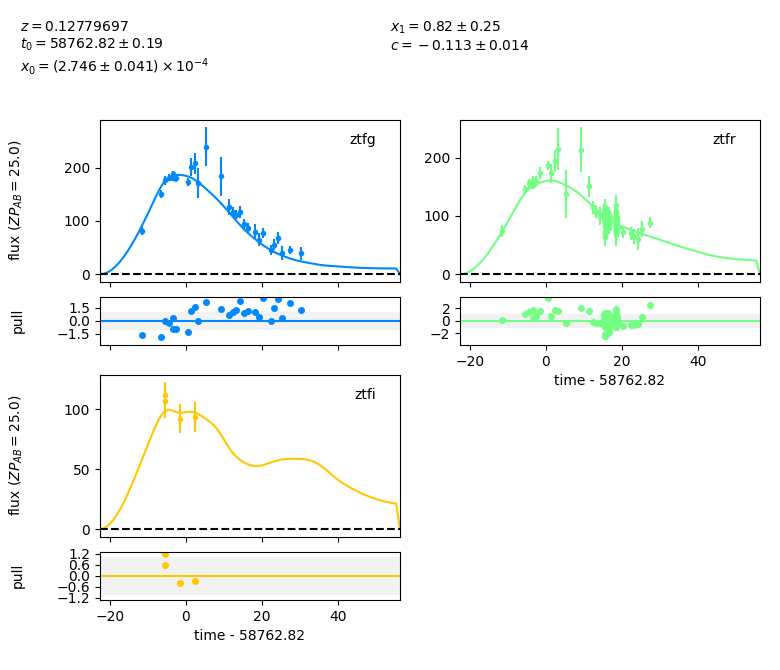 z = 0.12779697
t0 = 58762.82 ± 0.19
x0 = (2.746 ± 0.041) × 10^−4
x1 = 0.82 ± 0.25
c = −0.113 ± 0.014
flux (ZP_AB = 25.0)
200
100
0
ztfg
200
100
0
ztfr
pull
1.5
0.0
−1.5
2
0
−2
−20 0 20 40
time - 58762.82
flux (ZP_AB = 25.0)
100
50
0
ztfi
pull
1.2
0.6
0.0
−0.6
−1.2
−20 0 20 40
time - 58762.82